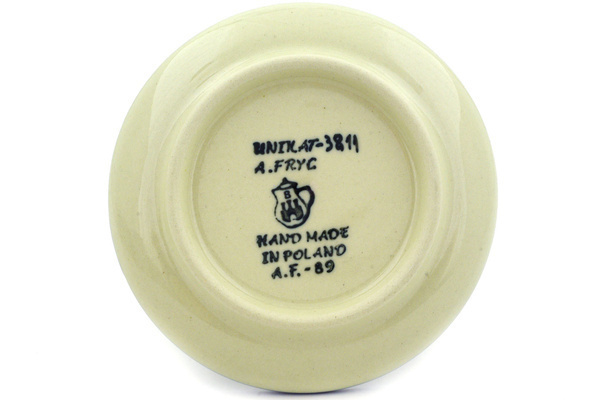 UNIKAT-3811
A.FRYC
B
HAND MADE
IN POLAND
A.F.-89